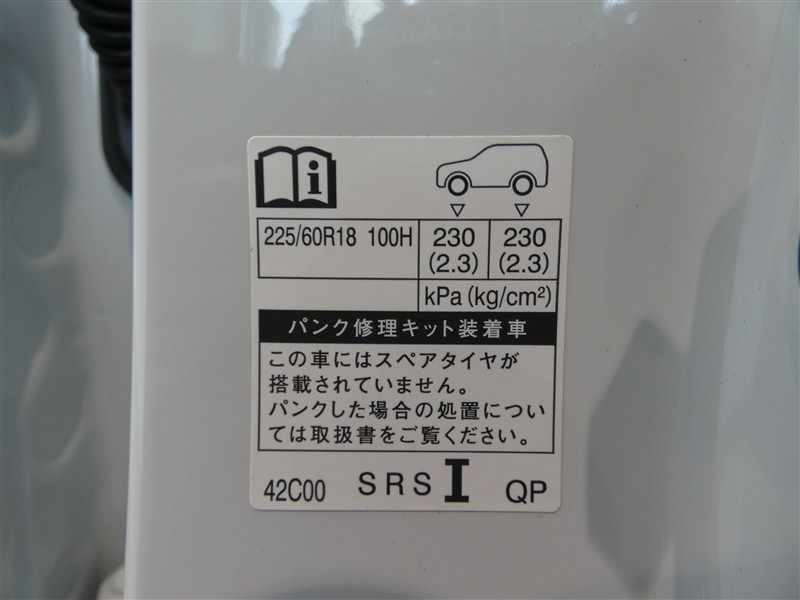 i
225/60R18 100H 230 (2.3) 230 (2.3)
kPa (kg/cm²)
パンク修理キット装着車
この車にはスペアタイヤが
搭載されていません。
パンクした場合の処置につい
ては取扱書をご覧ください。
42C00 SRS I QP